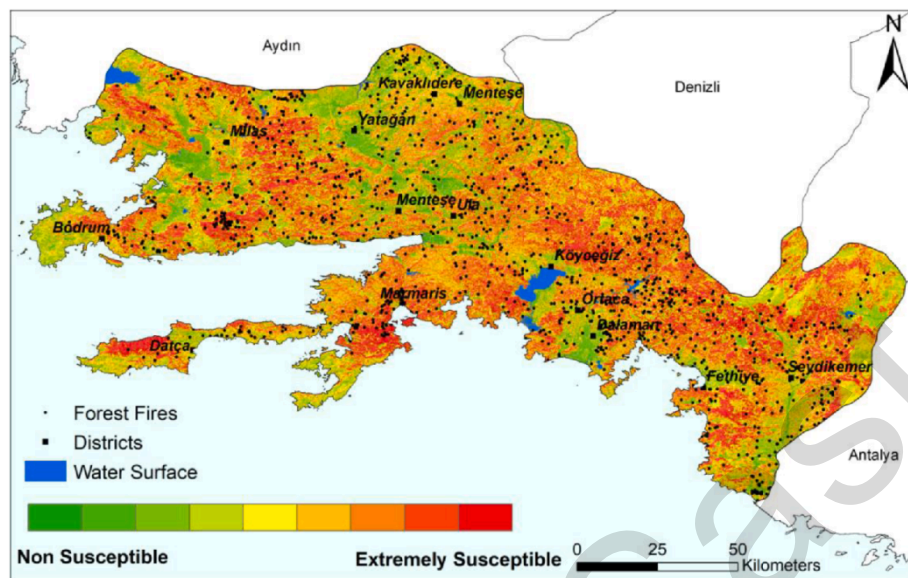 N
Aydın
Denizli
Kavaklıdere
Menteşe
Yatağan
Milas
Menteşe
Ula
Bodrum
Köyceğiz
Marmaris
Ortaca
Dalaman
Datça
Fethiye
Seydikemer
Antalya
Forest Fires
Districts
Water Surface
Non Susceptible
Extremely Susceptible
0 25 50
Kilometers